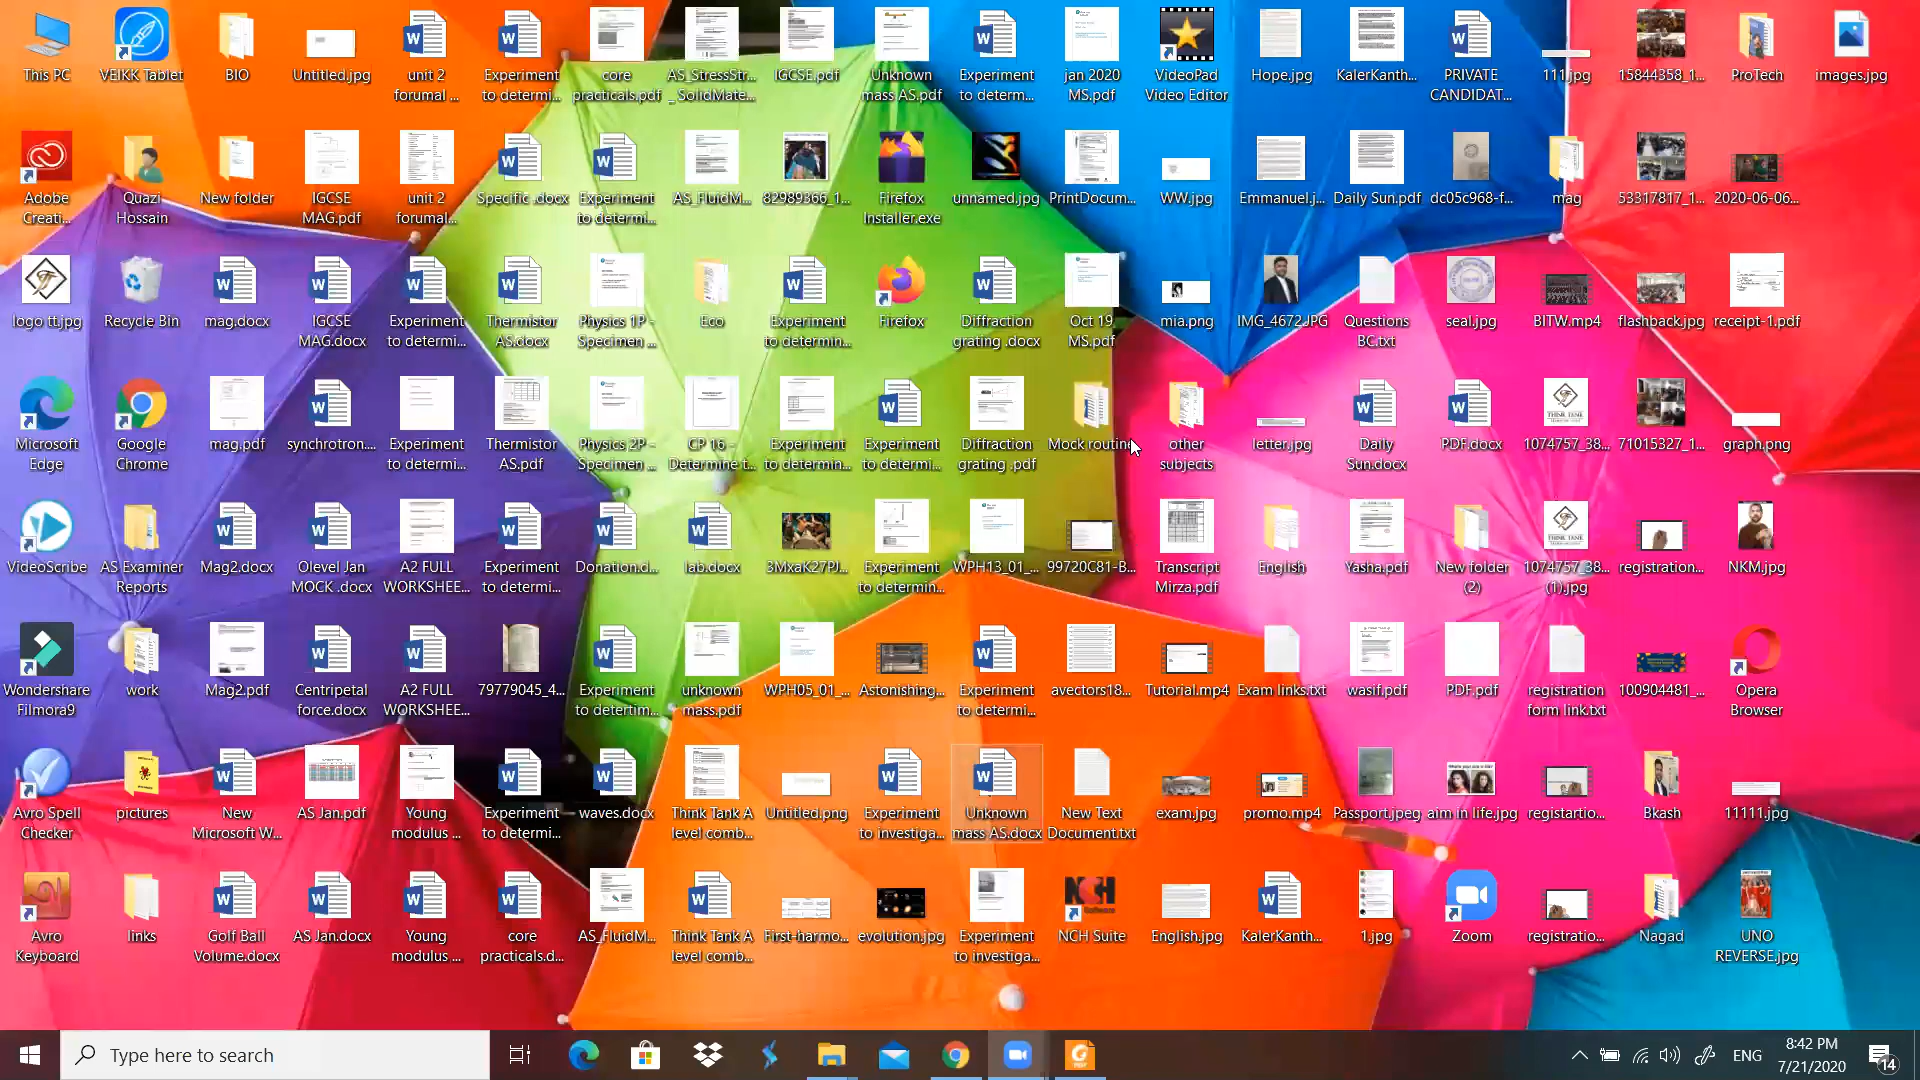 This PC
VEIKK Tablet
BIO
Untitled.jpg
unit 2
forumal ...
Experiment
to determi...
core
practicals.pdf
AS_StressStr...
_SolidMate...
IGCSE.pdf
Unknown
mass AS.pdf
Experiment
to determ...
jan 2020
MS.pdf
VideoPad
Video Editor
Hope.jpg
KalerKanth...
PRIVATE
CANDIDAT...
111.jpg
15844358_1...
ProTech
images.jpg
Adobe
Creati...
Quazi
Hossain
New folder
IGCSE
MAG.pdf
unit 2
forumal...
Specific .docx
Experiment
to determi...
AS_FluidM...
82989366_1...
Firefox
Installer.exe
unnamed.jpg
PrintDocum...
WW.jpg
Emmanuel.j...
Daily Sun.pdf
dc05c968-f...
mag
53317817_1...
2020-06-06...
logo tt.jpg
Recycle Bin
mag.docx
IGCSE
MAG.docx
Experiment
to determi...
Thermistor
AS.docx
Physics 1P -
Specimen ...
Eco
Experiment
to determin...
Firefox
Diffraction
grating .docx
Oct 19
MS.pdf
mia.png
IMG_4672.JPG
Questions
BC.txt
seal.jpg
BITW.mp4
flashback.jpg
receipt-1.pdf
Microsoft
Edge
Google
Chrome
mag.pdf
synchrotron....
Experiment
to determi...
Thermistor
AS.pdf
Physics 2P -
Specimen ...
CP 16 -
Determine t...
Experiment
to determin...
Experiment
to determi...
Diffraction
grating .pdf
Mock routine
other
subjects
letter.jpg
Daily
Sun.docx
PDF.docx
THINK TANK
1074757_38...
71015327_1...
graph.png
VideoScribe
AS Examiner
Reports
Mag2.docx
Olevel Jan
MOCK .docx
A2 FULL
WORKSHEE...
Experiment
to determi...
Donation.d...
lab.docx
3MxaK27PJ...
Experiment
to determin...
WPH13_01_...
99720C81-B...
Transcript
Mirza.pdf
English
Yasha.pdf
New folder
(2)
THINK TANK
1074757_38...
(1).jpg
registration...
NKM.jpg
Wondershare
Filmora9
work
Mag2.pdf
Centripetal
force.docx
A2 FULL
WORKSHEE...
79779045_4...
Experiment
to detertim...
unknown
mass.pdf
WPH05_01_...
Astonishing...
Experiment
to determi...
avectors18...
Tutorial.mp4
Exam links.txt
wasif.pdf
PDF.pdf
registration
form link.txt
100904481_...
Opera
Browser
Avro Spell
Checker
pictures
New
Microsoft W...
AS Jan.pdf
Young
modulus ...
Experiment
to determi...
waves.docx
Think Tank A
level comb...
Untitled.png
Experiment
to investiga...
Unknown
mass AS.docx
New Text
Document.txt
exam.jpg
promo.mp4
Passport.jpeg
aim in life.jpg
registartio...
Bkash
11111.jpg
Avro
Keyboard
links
Golf Ball
Volume.docx
AS Jan.docx
Young
modulus ...
core
practicals.d...
AS_FluidM...
Think Tank A
level comb...
First-harmo...
evolution.jpg
Experiment
to investiga...
NCH
Software
NCH Suite
English.jpg
KalerKanth...
1.jpg
Zoom
registratio...
Nagad
UNO
REVERSE.jpg
Type here to search
ENG
8:42 PM
7/21/2020
14